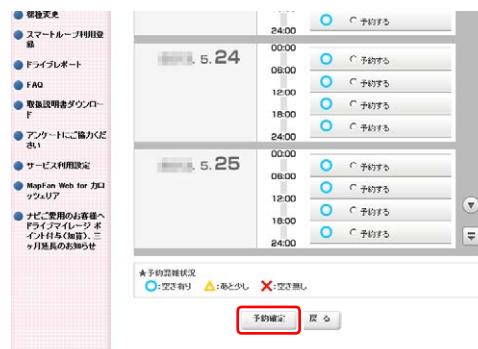 機種変更
スマートループ利用登
録
ドライブレポート
FAQ
取扱説明書ダウンロー
ド
アンケートにご協力くだ
さい
サービス利用設定
MapFan Web for カロ
ッツェリア
ナビご愛用のお客様へ
ドライブマイレージ ポ
イント付与(加算)、三
ヶ月延長のお知らせ
18:00
24:00
予約する
. 5. 24
00:00
06:00
12:00
18:00
24:00
予約する
予約する
予約する
予約する
. 5. 25
00:00
06:00
12:00
18:00
24:00
予約する
予約する
予約する
予約する
★予約混雑状況
:空き有り :あと少し :空き無し
予約確定 戻る